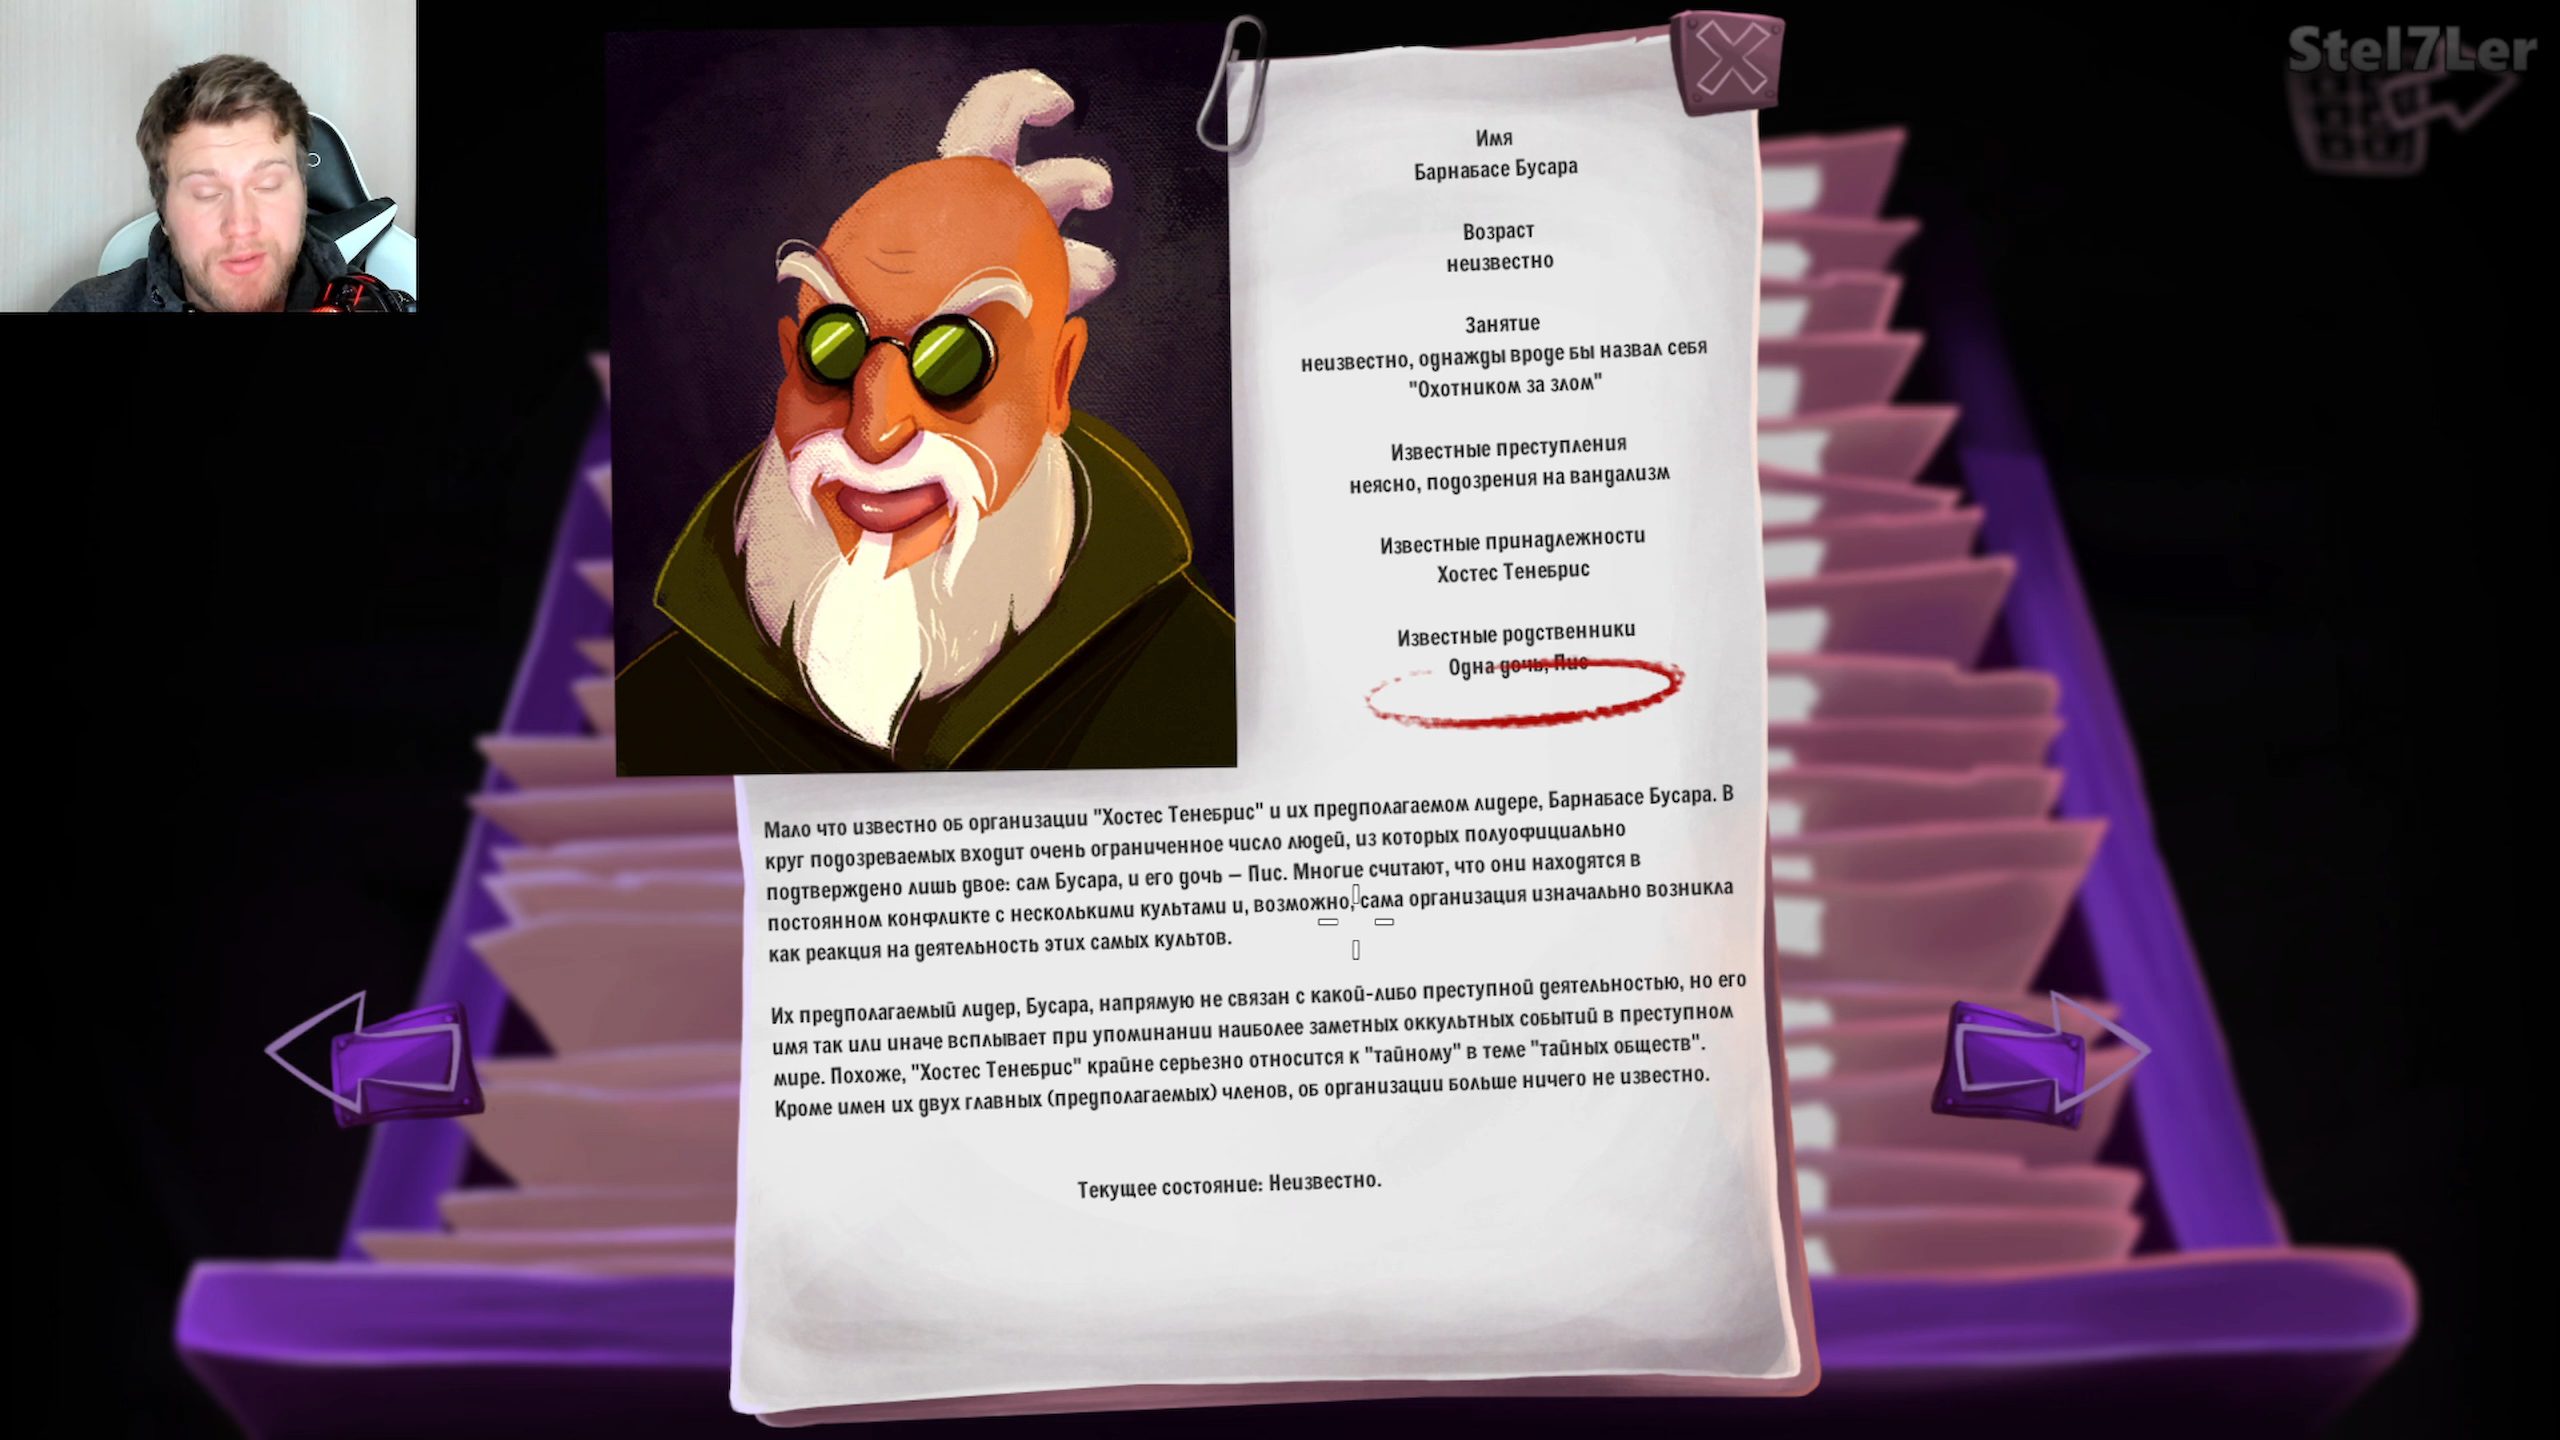 Stel7Ler
Имя
Барнабасе Бусара
Возраст
неизвестно
Занятие
неизвестно, однажды вроде бы назвал себя
"Охотником за злом"
Известные преступления
неясно, подозрения на вандализм
Известные принадлежности
Хостес Тенебрис
Известные родственники
Одна дочь, Пис
Мало что известно об организации "Хостес Тенебрис" и их предполагаемом лидере, Барнабасе Бусара. В
круг подозреваемых входит очень ограниченное число людей, из которых полуофициально
подтверждено лишь двое: сам Бусара, и его дочь – Пис. Многие считают, что они находятся в
постоянном конфликте с несколькими культами и, возможно, сама организация изначально возникла
как реакция на деятельность этих самых культов.
Их предполагаемый лидер, Бусара, напрямую не связан с какой-либо преступной деятельностью, но его
имя так или иначе всплывает при упоминании наиболее заметных оккультных событий в преступном
мире. Похоже, "Хостес Тенебрис" крайне серьезно относится к "тайному" в теме "тайных обществ".
Кроме имен их двух главных (предполагаемых) членов, об организации больше ничего не известно.
Текущее состояние: Неизвестно.